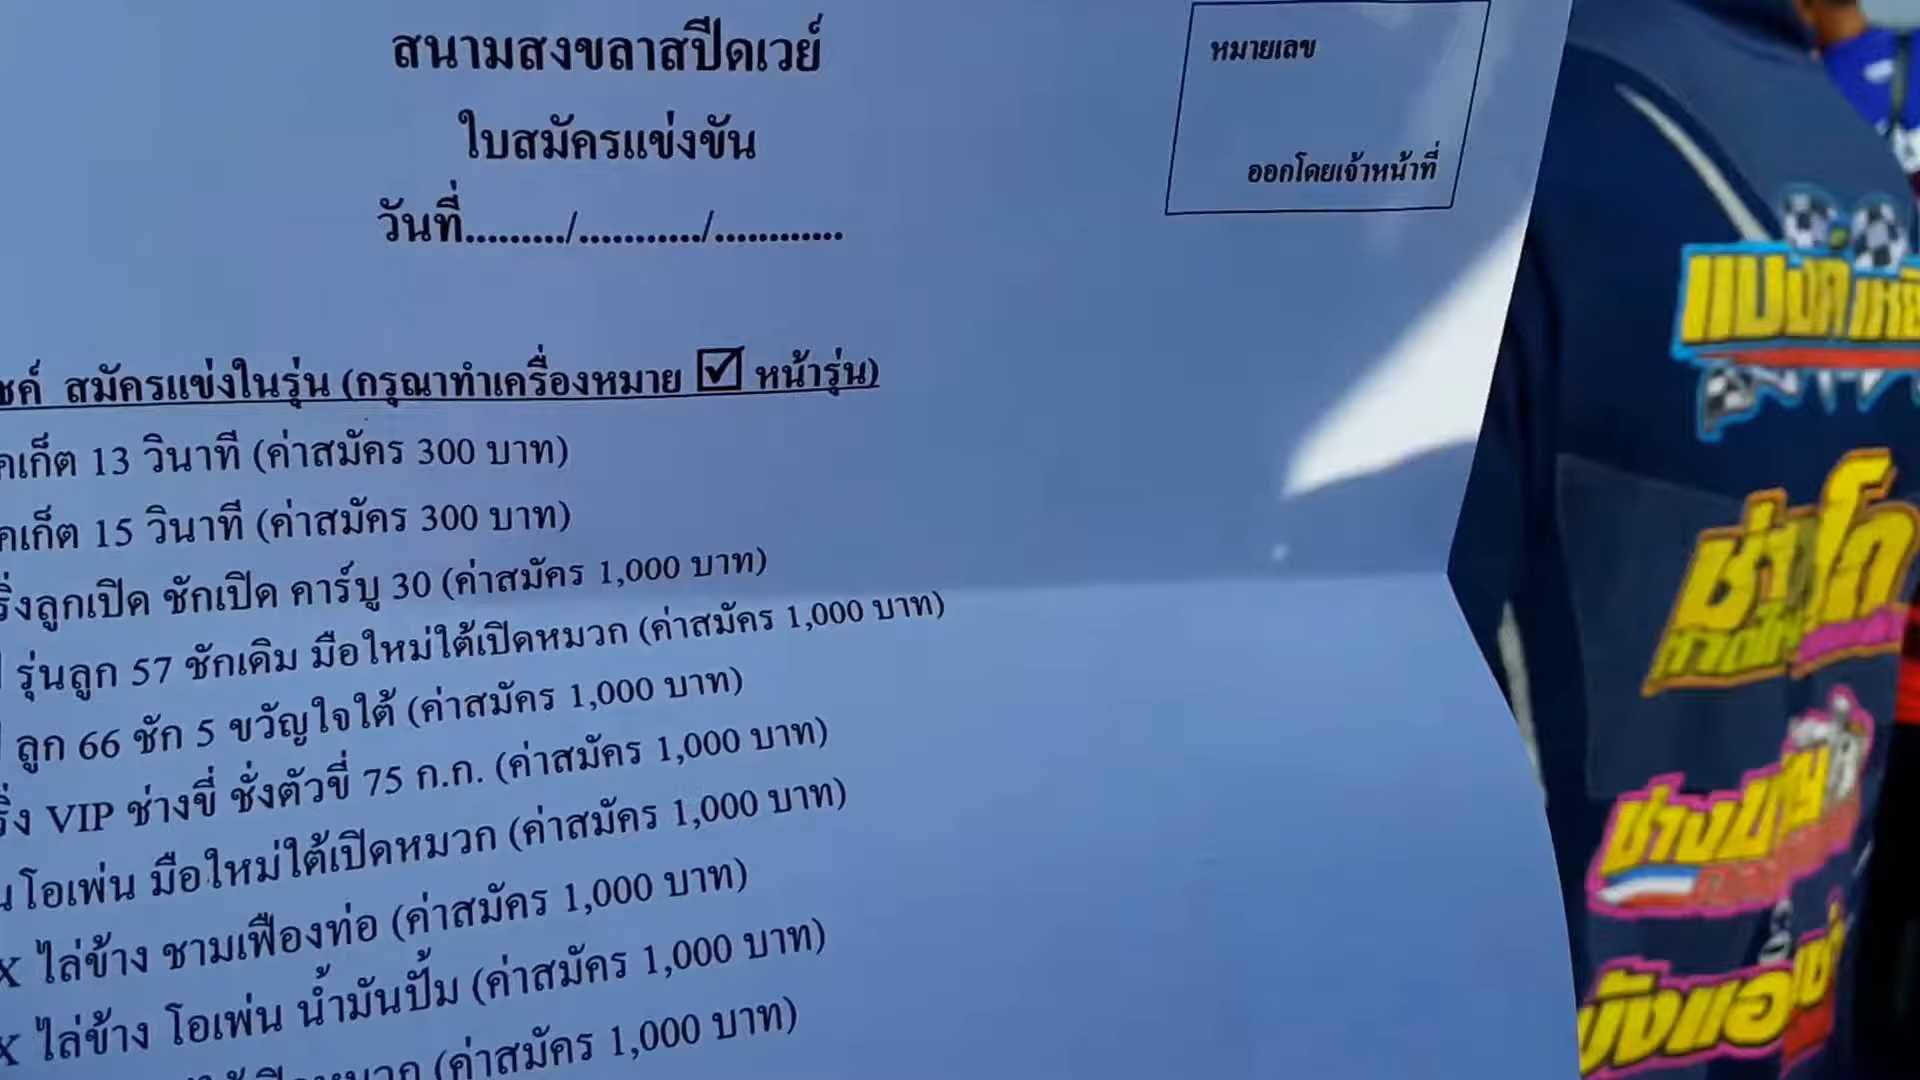 สนามสงขลาสปีดเวย์
ใบสมัครแข่งขัน
วันที่........./.........../............
หมายเลข
ออกโดยเจ้าหน้าที่
สมัครแข่งในรุ่น (กรุณาทำเครื่องหมาย ☑ หน้ารุ่น)
13 วินาที (ค่าสมัคร 300 บาท)
15 วินาที (ค่าสมัคร 300 บาท)
ชักเปิด คาร์บู 30 (ค่าสมัคร 1,000 บาท)
รุ่นลูก 57 ชักเดิม มือใหม่ใต้เปิดหมวก (ค่าสมัคร 1,000 บาท)
ลูก 66 ชัก 5 ขวัญใจใต้ (ค่าสมัคร 1,000 บาท)
VIP ช่างขี่ ชั่งตัวขี่ 75 ก.ก. (ค่าสมัคร 1,000 บาท)
โอเพ่น มือใหม่ใต้เปิดหมวก (ค่าสมัคร 1,000 บาท)
ไล่ข้าง ชามเฟืองท่อ (ค่าสมัคร 1,000 บาท)
ไล่ข้าง โอเพ่น น้ำมันปั้ม (ค่าสมัคร 1,000 บาท)
(ค่าสมัคร 1,000 บาท)